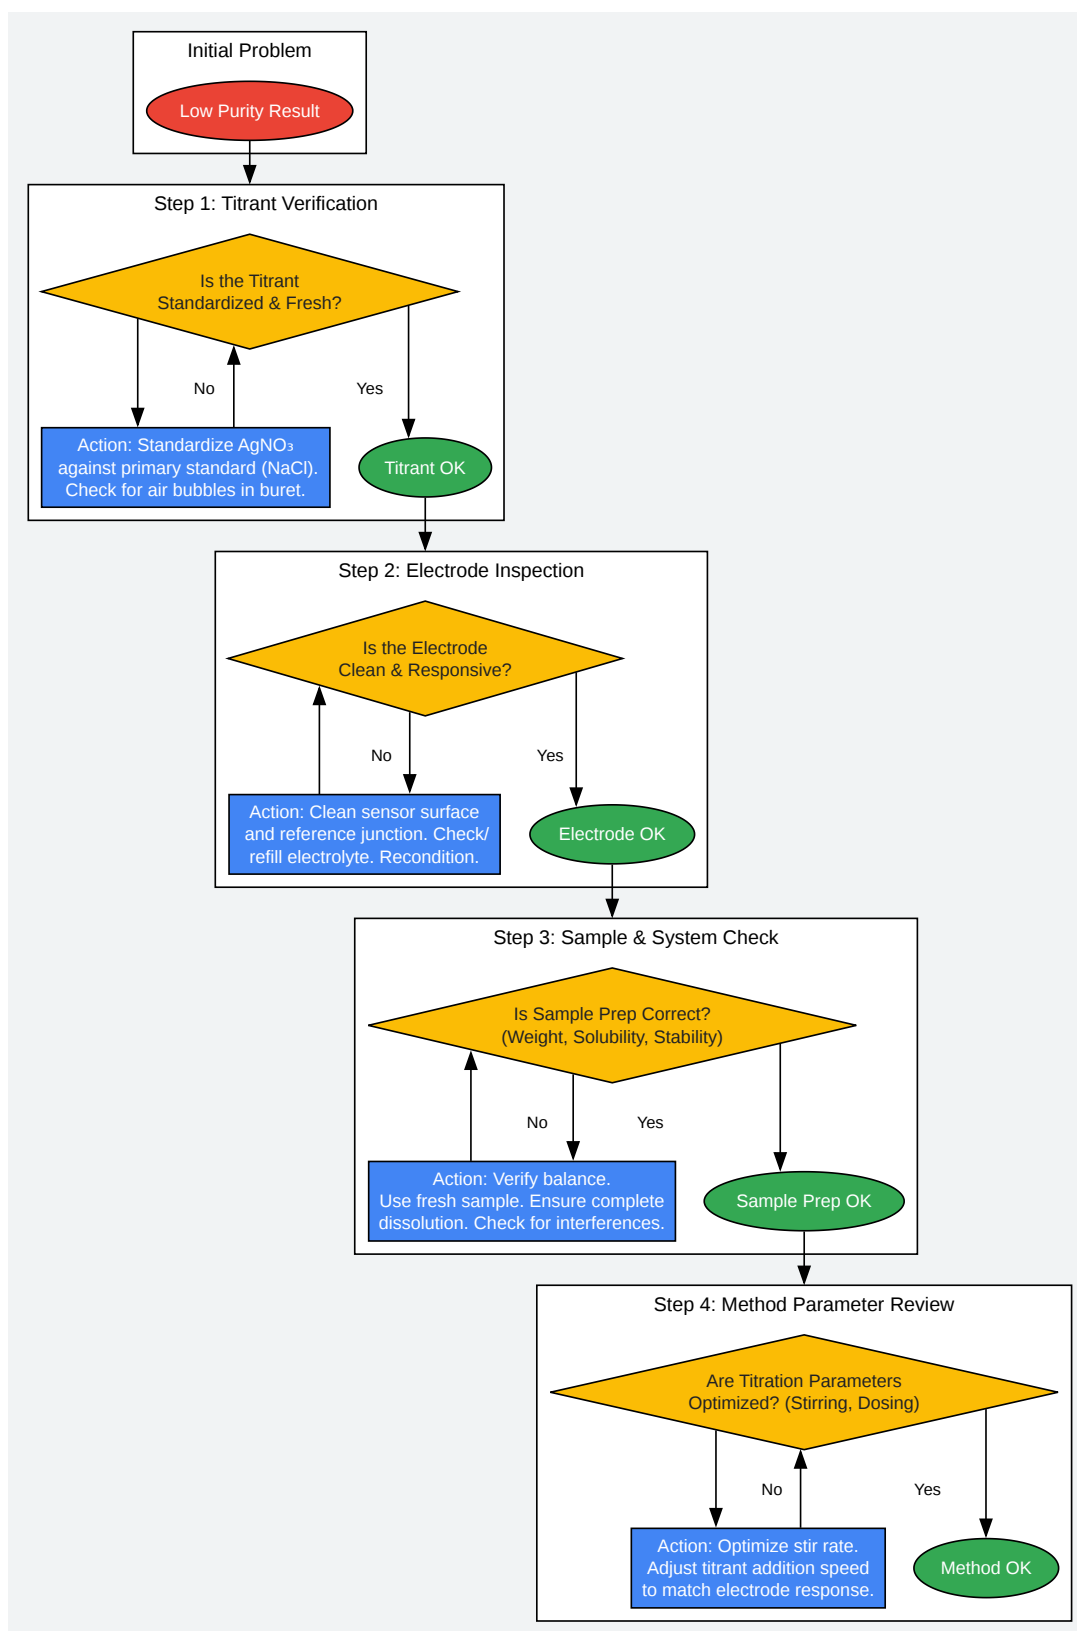 Initial Problem
Low Purity Result
Step 1: Titrant Verification
Is the Titrant
Standardized & Fresh?
No
Yes
Action: Standardize AgNO₃
against primary standard (NaCl).
Check for air bubbles in buret.
Titrant OK
Step 2: Electrode Inspection
Is the Electrode
Clean & Responsive?
No
Yes
Action: Clean sensor surface
and reference junction. Check/
refill electrolyte. Recondition.
Electrode OK
Step 3: Sample & System Check
Is Sample Prep Correct?
(Weight, Solubility, Stability)
No
Yes
Action: Verify balance.
Use fresh sample. Ensure complete
dissolution. Check for interferences.
Sample Prep OK
Step 4: Method Parameter Review
Are Titration Parameters
Optimized? (Stirring, Dosing)
No
Yes
Action: Optimize stir rate.
Adjust titrant addition speed
to match electrode response.
Method OK